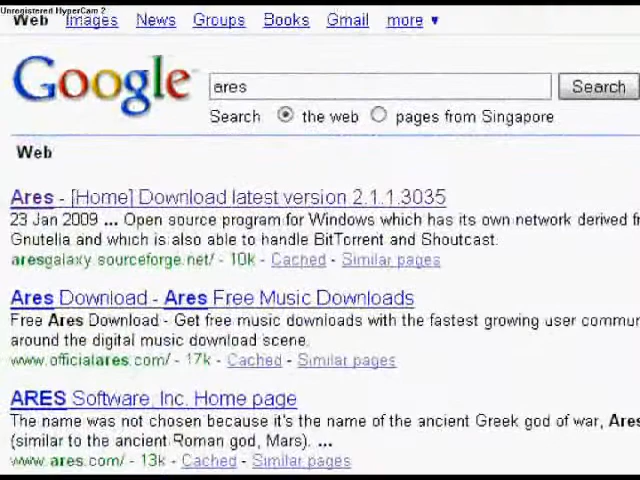 Unregistered HyperCam 2
Web Images News Groups Books Gmail more ▼
Google ares Search
Search the web pages from Singapore
Web
Ares - [Home] Download latest version 2.1.1.3035
23 Jan 2009 ... Open source program for Windows which has its own network derived
Gnutella and which is also able to handle BitTorrent and Shoutcast.
aresgalaxy.sourceforge.net/ - 10k - Cached - Similar pages
Ares Download - Ares Free Music Downloads
Free Ares Download - Get free music downloads with the fastest growing user
around the digital music download scene.
www.officialares.com/ - 17k - Cached - Similar pages
ARES Software, Inc. Home page
The name was not chosen because it's the name of the ancient Greek god of war,
(similar to the ancient Roman god, Mars). ...
www.ares.com/ - 13k - Cached - Similar pages